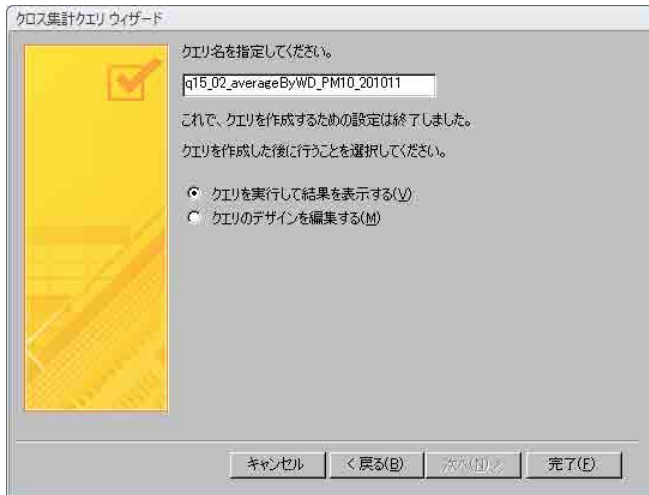 クロス集計クエリ ウィザード
クエリ名を指定してください。
q15_02_averageByWD_PM10_201011
これで、クエリを作成するための設定は終了しました。
クエリを作成した後に行うことを選択してください。
クエリを実行して結果を表示する(V)
クエリのデザインを編集する(M)
キャンセル < 戻る(B) 次へ(N) > 完了(F)